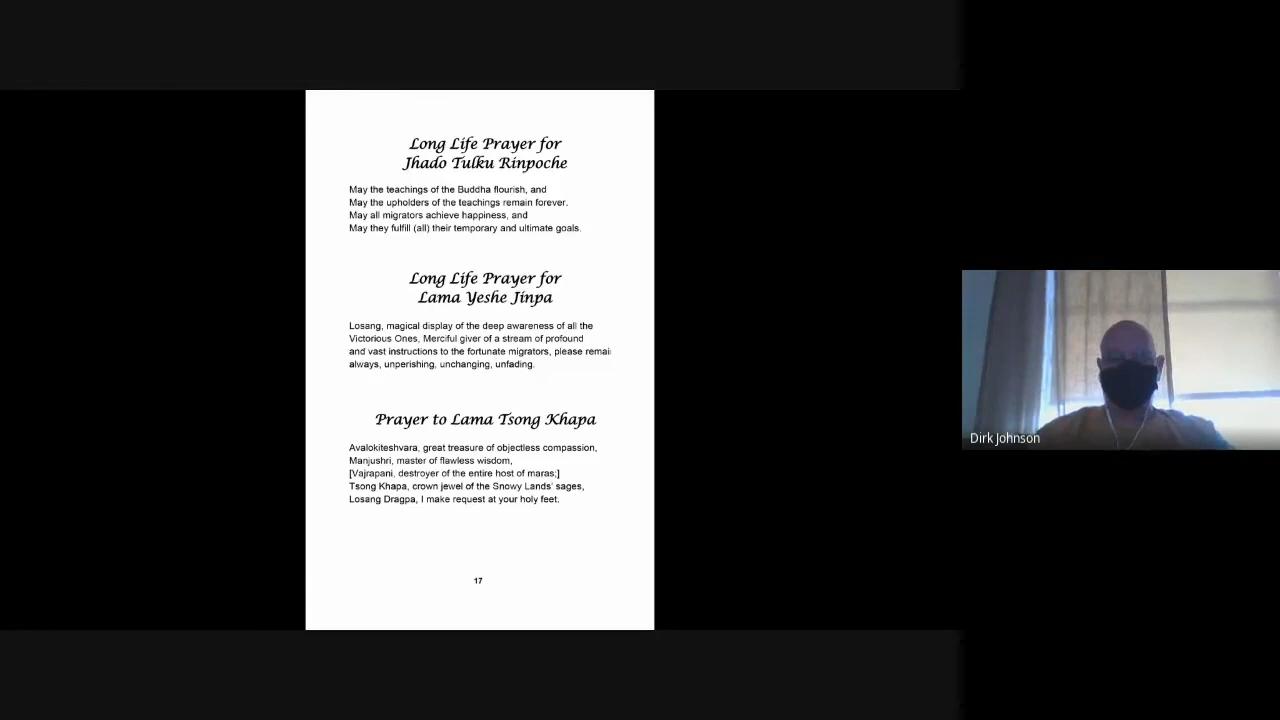 Long Life Prayer for
Jhado Tulku Rinpoche
May the teachings of the Buddha flourish, and
May the upholders of the teachings remain forever.
May all migrators achieve happiness, and
May they fulfill (all) their temporary and ultimate goals.
Long Life Prayer for
Lama Yeshe Jinpa
Losang, magical display of the deep awareness of all the
Victorious Ones, Merciful giver of a stream of profound
and vast instructions to the fortunate migrators, please remai
always, unperishing, unchanging, unfading.
Prayer to Lama Tsong Khapa
Avalokiteshvara, great treasure of objectless compassion,
Manjushri, master of flawless wisdom,
[Vajrapani, destroyer of the entire host of maras;]
Tsong Khapa, crown jewel of the Snowy Lands' sages,
Losang Dragpa, I make request at your holy feet.
17
Dirk Johnson